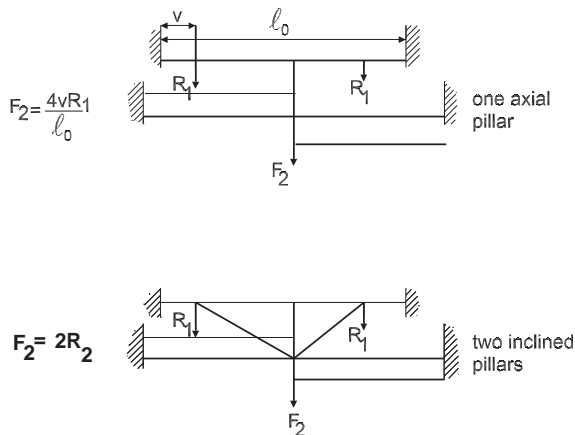 v
ℓ₀
R₁ R₁
F₂ = 4vR₁ / ℓ₀
one axial
pillar
F₂
R₁ R₁
F₂ = 2R₂
two inclined
pillars
F₂